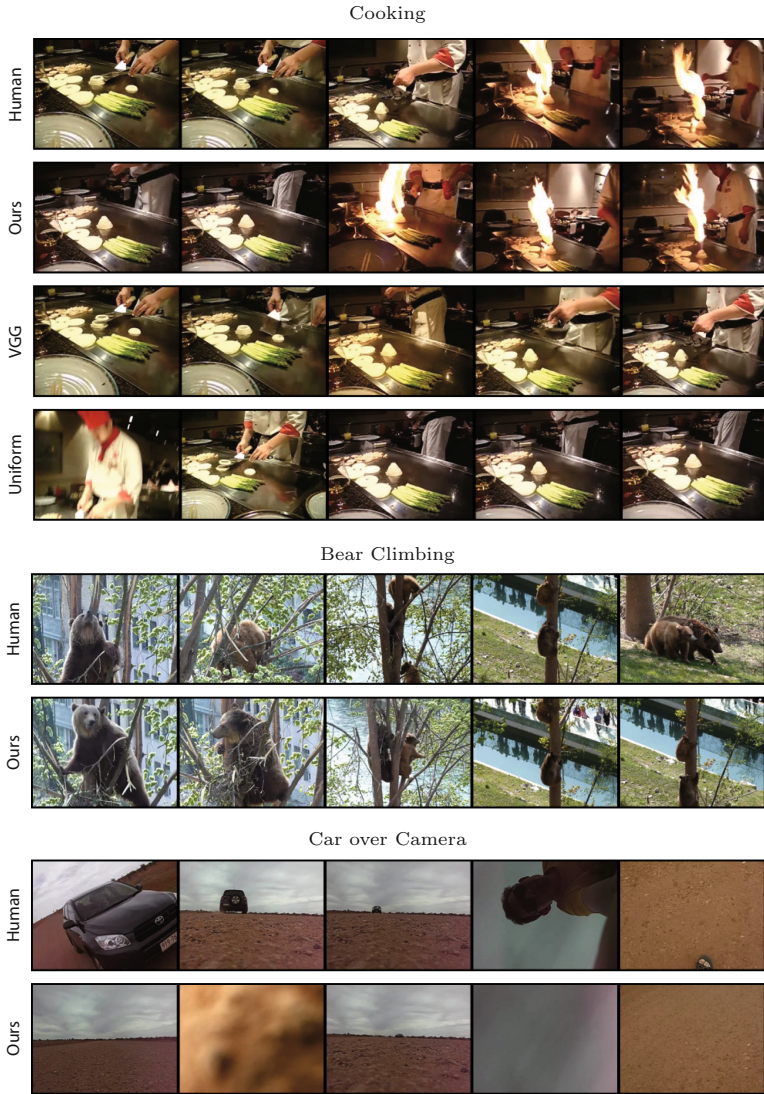 Cooking
Human
Ours
VGG
Uniform
Bear Climbing
Human
Ours
Car over Camera
Human
Ours